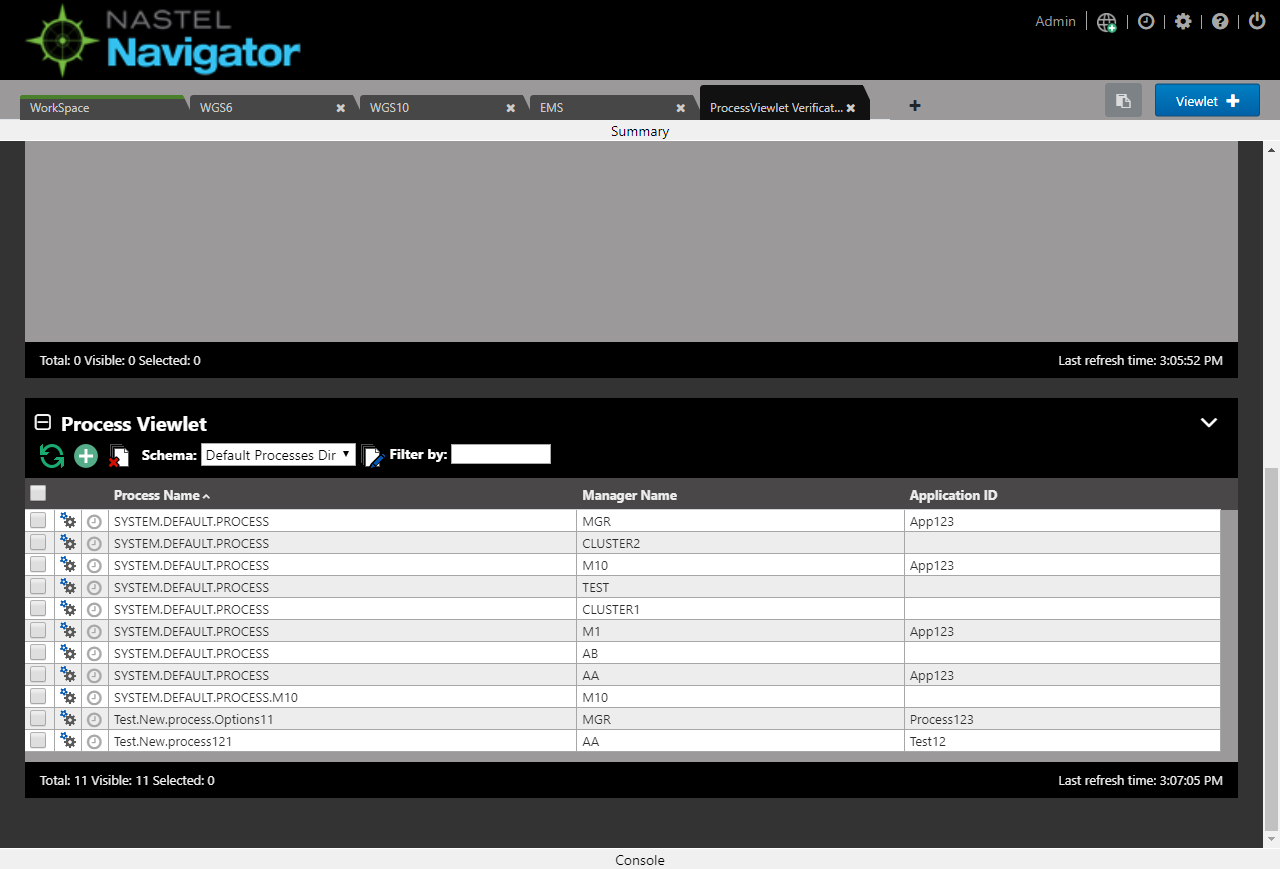 NASTEL
Navigator
Admin
WorkSpace WGS6 WGS10 EMS ProcessViewlet Verificat... Viewlet
Summary
Total: 0 Visible: 0 Selected: 0 Last refresh time: 3:05:52 PM
Process Viewlet
Schema: Default Processes Dir Filter by:
Process Name Manager Name Application ID
SYSTEM.DEFAULT.PROCESS MGR App123
SYSTEM.DEFAULT.PROCESS CLUSTER2
SYSTEM.DEFAULT.PROCESS M10 App123
SYSTEM.DEFAULT.PROCESS TEST
SYSTEM.DEFAULT.PROCESS CLUSTER1
SYSTEM.DEFAULT.PROCESS M1 App123
SYSTEM.DEFAULT.PROCESS AB
SYSTEM.DEFAULT.PROCESS AA App123
SYSTEM.DEFAULT.PROCESS.M10 M10
Test.New.process.Options11 MGR Process123
Test.New.process121 AA Test12
Total: 11 Visible: 11 Selected: 0 Last refresh time: 3:07:05 PM
Console